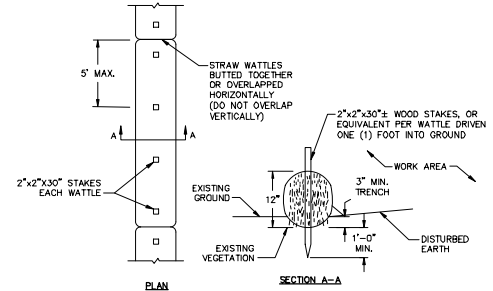 5' MAX.
A
A
STRAW WATTLES
BUTTED TOGETHER
OR OVERLAPPED
HORIZONTALLY
(DO NOT OVERLAP
VERTICALLY)
2"x2"X30" STAKES
EACH WATTLE
PLAN
2"x2"x30"± WOOD STAKES, OR
EQUIVALENT PER WATTLE DRIVEN
ONE (1) FOOT INTO GROUND
WORK AREA
3" MIN.
TRENCH
EXISTING
GROUND
12"
1'-0"
MIN.
EXISTING
VEGETATION
DISTURBED
EARTH
SECTION A-A